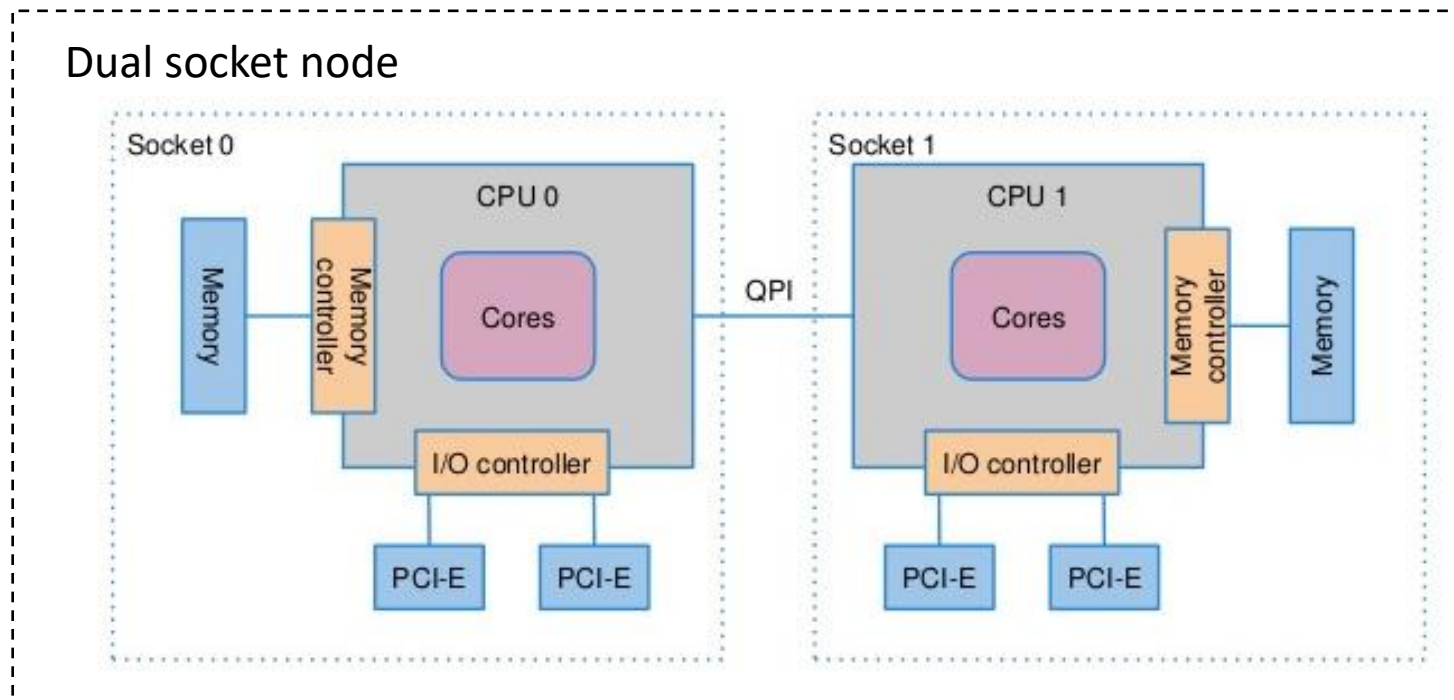 Dual socket node
Socket 0
CPU 0
Memory
Memory
controller
Cores
I/O controller
PCI-E
PCI-E
QPI
Socket 1
CPU 1
Cores
Memory
controller
Memory
I/O controller
PCI-E
PCI-E